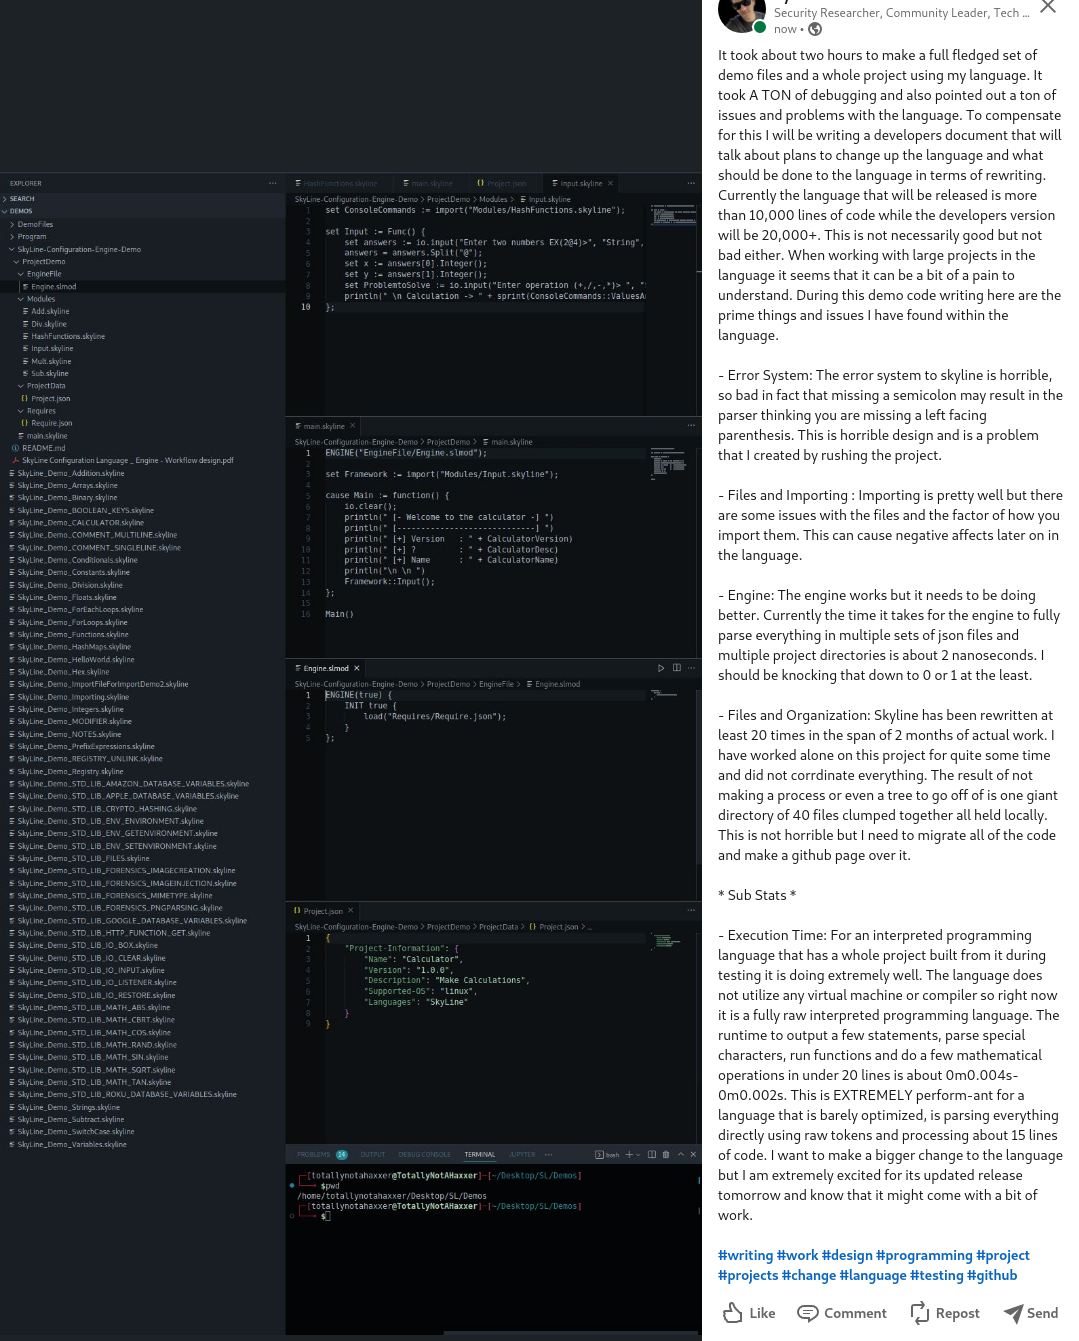 EXPLORER
SEARCH
DEMOS
DemoFiles
Program
SkyLine-Configuration-Engine-Demo
ProjectDemo
EngineFile
Engine.slmod
Modules
Add.skyline
Div.skyline
HashFunctions.skyline
Input.skyline
Mult.skyline
Sub.skyline
ProjectData
Project.json
Requires
Require.json
main.skyline
README.md
SkyLine Configuration Language _ Engine - Workflow design.pdf
SkyLine_Demo_Addition.skyline
SkyLine_Demo_Arrays.skyline
SkyLine_Demo_Binary.skyline
SkyLine_Demo_BOOLEAN_KEYS.skyline
SkyLine_Demo_CALCULATOR.skyline
SkyLine_Demo_COMMENT_MULTILINE.skyline
SkyLine_Demo_COMMENT_SINGLELINE.skyline
SkyLine_Demo_Conditionals.skyline
SkyLine_Demo_Constants.skyline
SkyLine_Demo_Division.skyline
SkyLine_Demo_Floats.skyline
SkyLine_Demo_ForEachLoops.skyline
SkyLine_Demo_ForLoops.skyline
SkyLine_Demo_Functions.skyline
SkyLine_Demo_HashMaps.skyline
SkyLine_Demo_HelloWorld.skyline
SkyLine_Demo_Hex.skyline
SkyLine_Demo_ImportFileForImportDemo2.skyline
SkyLine_Demo_Importing.skyline
SkyLine_Demo_Integers.skyline
SkyLine_Demo_MODIFIER.skyline
SkyLine_Demo_NOTES.skyline
SkyLine_Demo_PrefixExpressions.skyline
SkyLine_Demo_REGISTRY_UNLINK.skyline
SkyLine_Demo_Registry.skyline
SkyLine_Demo_STD_LIB_AMAZON_DATABASE_VARIABLES.skyline
SkyLine_Demo_STD_LIB_APPLE_DATABASE_VARIABLES.skyline
SkyLine_Demo_STD_LIB_CRYPTO_HASHING.skyline
SkyLine_Demo_STD_LIB_ENV_ENVIRONMENT.skyline
SkyLine_Demo_STD_LIB_ENV_GETENVIRONMENT.skyline
SkyLine_Demo_STD_LIB_ENV_SETENVIRONMENT.skyline
SkyLine_Demo_STD_LIB_FILES.skyline
SkyLine_Demo_STD_LIB_FORENSICS_IMAGECREATION.skyline
SkyLine_Demo_STD_LIB_FORENSICS_IMAGEINJECTION.skyline
SkyLine_Demo_STD_LIB_FORENSICS_MIMETYPE.skyline
SkyLine_Demo_STD_LIB_FORENSICS_PNGPARSING.skyline
SkyLine_Demo_STD_LIB_GOOGLE_DATABASE_VARIABLES.skyline
SkyLine_Demo_STD_LIB_HTTP_FUNCTION_GET.skyline
SkyLine_Demo_STD_LIB_IO_BOX.skyline
SkyLine_Demo_STD_LIB_IO_CLEAR.skyline
SkyLine_Demo_STD_LIB_IO_INPUT.skyline
SkyLine_Demo_STD_LIB_IO_LISTENER.skyline
SkyLine_Demo_STD_LIB_IO_RESTORE.skyline
SkyLine_Demo_STD_LIB_MATH_ABS.skyline
SkyLine_Demo_STD_LIB_MATH_CBRT.skyline
SkyLine_Demo_STD_LIB_MATH_COS.skyline
SkyLine_Demo_STD_LIB_MATH_RAND.skyline
SkyLine_Demo_STD_LIB_MATH_SIN.skyline
SkyLine_Demo_STD_LIB_MATH_SQRT.skyline
SkyLine_Demo_STD_LIB_MATH_TAN.skyline
SkyLine_Demo_STD_LIB_ROKU_DATABASE_VARIABLES.skyline
SkyLine_Demo_Strings.skyline
SkyLine_Demo_Subtract.skyline
SkyLine_Demo_SwitchCase.skyline
SkyLine_Demo_Variables.skyline
HashFunctions.skyline main.skyline Project.json Input.skyline
SkyLine-Configuration-Engine-Demo > ProjectDemo > Modules > Input.skyline
1 set ConsoleCommands := import("Modules/HashFunctions.skyline");
2
3 set Input := Func() {
4 set answers := io.input("Enter two numbers EX(2@4)>", "String",
5 answers = answers.Split("@");
6 set x := answers[0].Integer();
7 set y := answers[1].Integer();
8 set ProblemtoSolve := io.input("Enter operation (+,/,-,*)> ", "
9 println(" \n Calculation -> " + sprint(ConsoleCommands::ValuesA
10 };
main.skyline
SkyLine-Configuration-Engine-Demo > ProjectDemo > main.skyline
1 ENGINE("EngineFile/Engine.slmod");
2
3 set Framework := import("Modules/Input.skyline");
4
5 cause Main := function() {
6 io.clear();
7 println(" [- Welcome to the calculator -] ")
8 println(" [----------------------------] ")
9 println(" [+] Version : " + CalculatorVersion)
10 println(" [+] ? : " + CalculatorDesc)
11 println(" [+] Name : " + CalculatorName)
12 println("\n \n ")
13 Framework::Input();
14 };
15
16 Main()
Engine.slmod
SkyLine-Configuration-Engine-Demo > ProjectDemo > EngineFile > Engine.slmod
1 ENGINE(true) {
2 INIT true {
3 load("Requires/Require.json");
4 }
5 };
Project.json
SkyLine-Configuration-Engine-Demo > ProjectDemo > ProjectData > Project.json > ...
1 {
2 "Project-Information": {
3 "Name": "Calculator",
4 "Version": "1.0.0",
5 "Description": "Make Calculations",
6 "Supported-OS": "linux",
7 "Languages": "SkyLine"
8 }
9 }
PROBLEMS 14 OUTPUT DEBUG CONSOLE TERMINAL JUPYTER ... bash
[totallynotahaxxer@TotallyNotAHaxxer]-[~/Desktop/SL/Demos]
$pwd
/home/totallynotahaxxer/Desktop/SL/Demos
[totallynotahaxxer@TotallyNotAHaxxer]-[~/Desktop/SL/Demos]
$
Security Researcher, Community Leader, Tech ...
now •
It took about two hours to make a full fledged set of
demo files and a whole project using my language. It
took A TON of debugging and also pointed out a ton of
issues and problems with the language. To compensate
for this I will be writing a developers document that will
talk about plans to change up the language and what
should be done to the language in terms of rewriting.
Currently the language that will be released is more
than 10,000 lines of code while the developers version
will be 20,000+. This is not necessarily good but not
bad either. When working with large projects in the
language it seems that it can be a bit of a pain to
understand. During this demo code writing here are the
prime things and issues I have found within the
language.
- Error System: The error system to skyline is horrible,
so bad in fact that missing a semicolon may result in the
parser thinking you are missing a left facing
parenthesis. This is horrible design and is a problem
that I created by rushing the project.
- Files and Importing : Importing is pretty well but there
are some issues with the files and the factor of how you
import them. This can cause negative affects later on in
the language.
- Engine: The engine works but it needs to be doing
better. Currently the time it takes for the engine to fully
parse everything in multiple sets of json files and
multiple project directories is about 2 nanoseconds. I
should be knocking that down to 0 or 1 at the least.
- Files and Organization: Skyline has been rewritten at
least 20 times in the span of 2 months of actual work. I
have worked alone on this project for quite some time
and did not corrdinate everything. The result of not
making a process or even a tree to go off of is one giant
directory of 40 files clumped together all held locally.
This is not horrible but I need to migrate all of the code
and make a github page over it.
* Sub Stats *
- Execution Time: For an interpreted programming
language that has a whole project built from it during
testing it is doing extremely well. The language does
not utilize any virtual machine or compiler so right now
it is a fully raw interpreted programming language. The
runtime to output a few statements, parse special
characters, run functions and do a few mathematical
operations in under 20 lines is about 0m0.004s-
0m0.002s. This is EXTREMELY perform-ant for a
language that is barely optimized, is parsing everything
directly using raw tokens and processing about 15 lines
of code. I want to make a bigger change to the language
but I am extremely excited for its updated release
tomorrow and know that it might come with a bit of
work.
#writing #work #design #programming #project
#projects #change #language #testing #github
Like Comment Repost Send